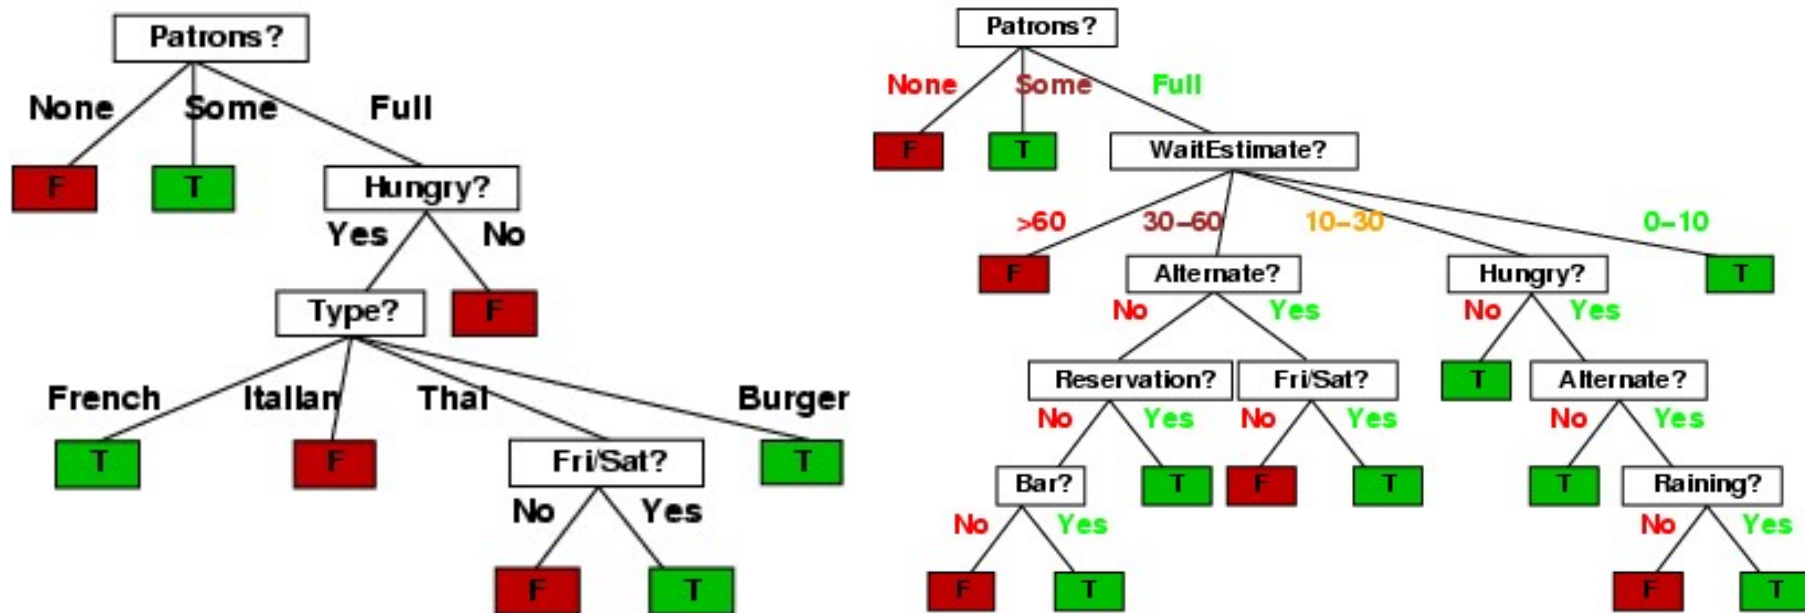 Patrons?
None Some Full
F T Hungry?
Yes No
Type? F
French Italian Thai Burger
T F Fri/Sat? T
No Yes
F T
Patrons?
None Some Full
F T WaitEstimate?
>60 30–60 10–30 0–10
F Alternate? Hungry? T
No Yes No Yes
Reservation? Fri/Sat? T Alternate?
No Yes No Yes No Yes
Bar? T F T T Raining?
No Yes No Yes
F T F T